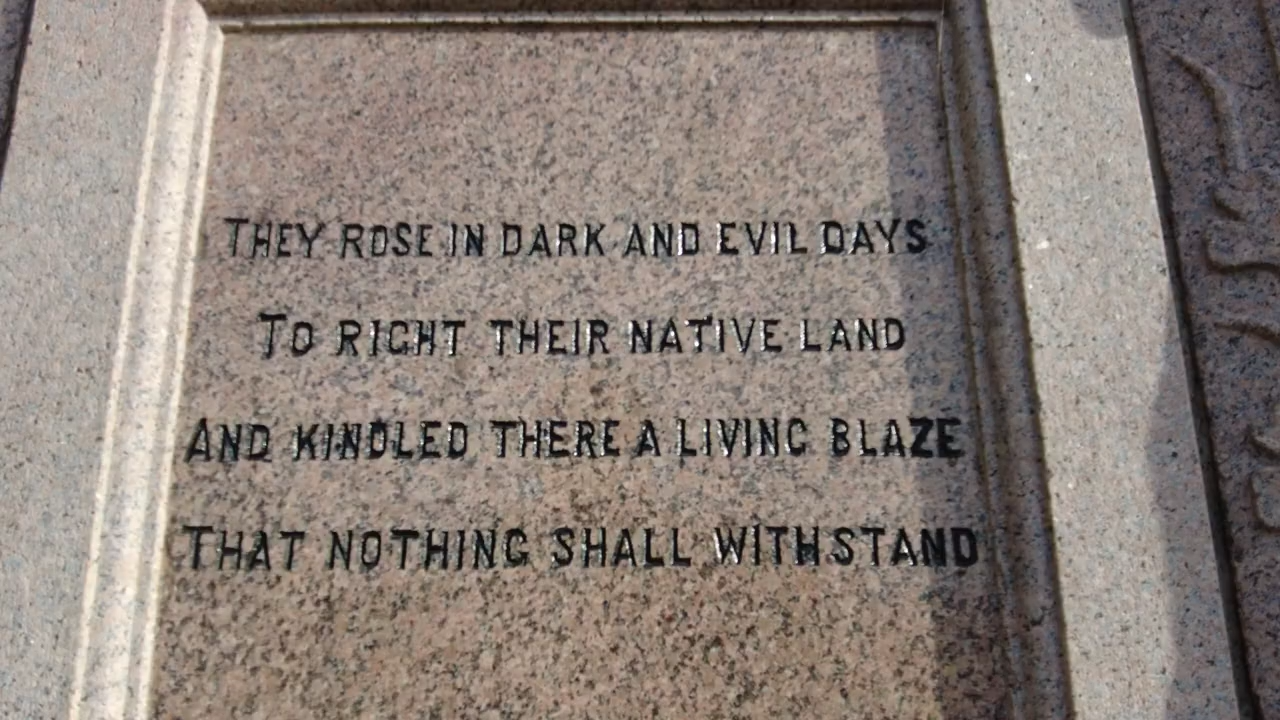 THEY ROSE IN DARK AND EVIL DAYS
TO RIGHT THEIR NATIVE LAND
AND KINDLED THERE A LIVING BLAZE
THAT NOTHING SHALL WITHSTAND